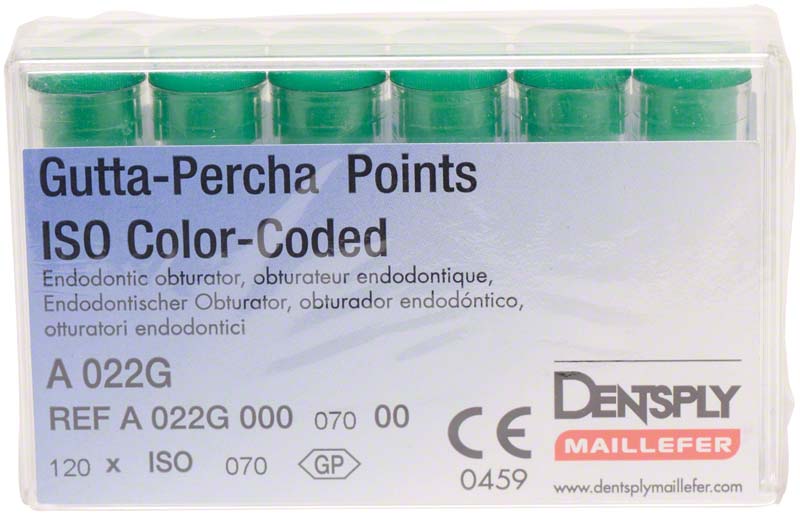 Gutta-Percha Points
ISO Color-Coded
Endodontic obturator, obturateur endodontique,
Endodontischer Obturator, obturador endodóntico,
otturatori endodontici
A 022G
REF A 022G 000 070 00
120 x ISO 070 GP
CE
0459
DENTSPLY
MAILLEFER
www.dentsplymaillefer.com